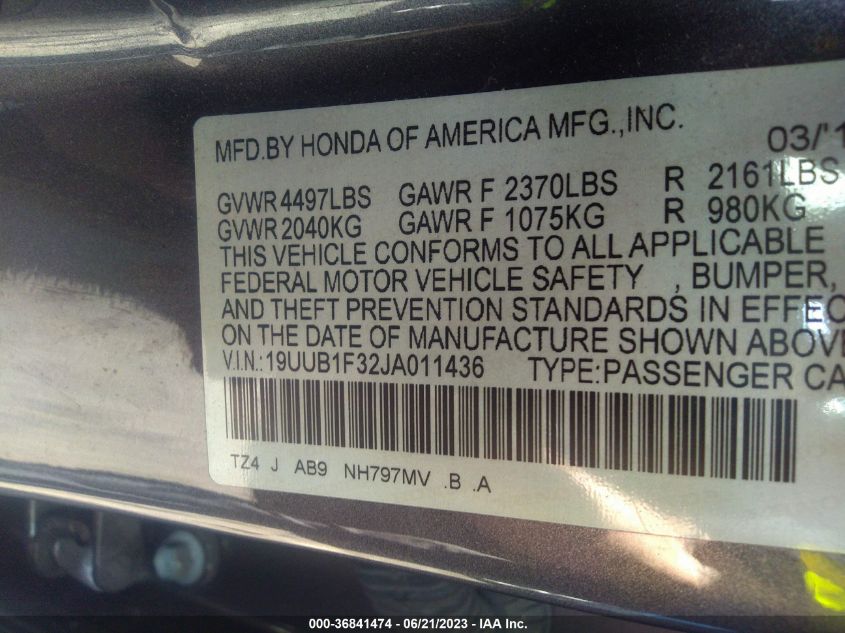 MFD.BY HONDA OF AMERICA MFG.,INC. 03/'1
GVWR 4497LBS GAWR F 2370LBS R 2161LBS
GVWR 2040KG GAWR F 1075KG R 980KG
THIS VEHICLE CONFORMS TO ALL APPLICABLE
FEDERAL MOTOR VEHICLE SAFETY , BUMPER,
AND THEFT PREVENTION STANDARDS IN EFFEC
ON THE DATE OF MANUFACTURE SHOWN ABOVE
V.I.N.:19UUB1F32JA011436 TYPE:PASSENGER CA
TZ4 J AB9 NH797MV .B .A
000-36841474 / 06/21/2023 / IAA Inc.